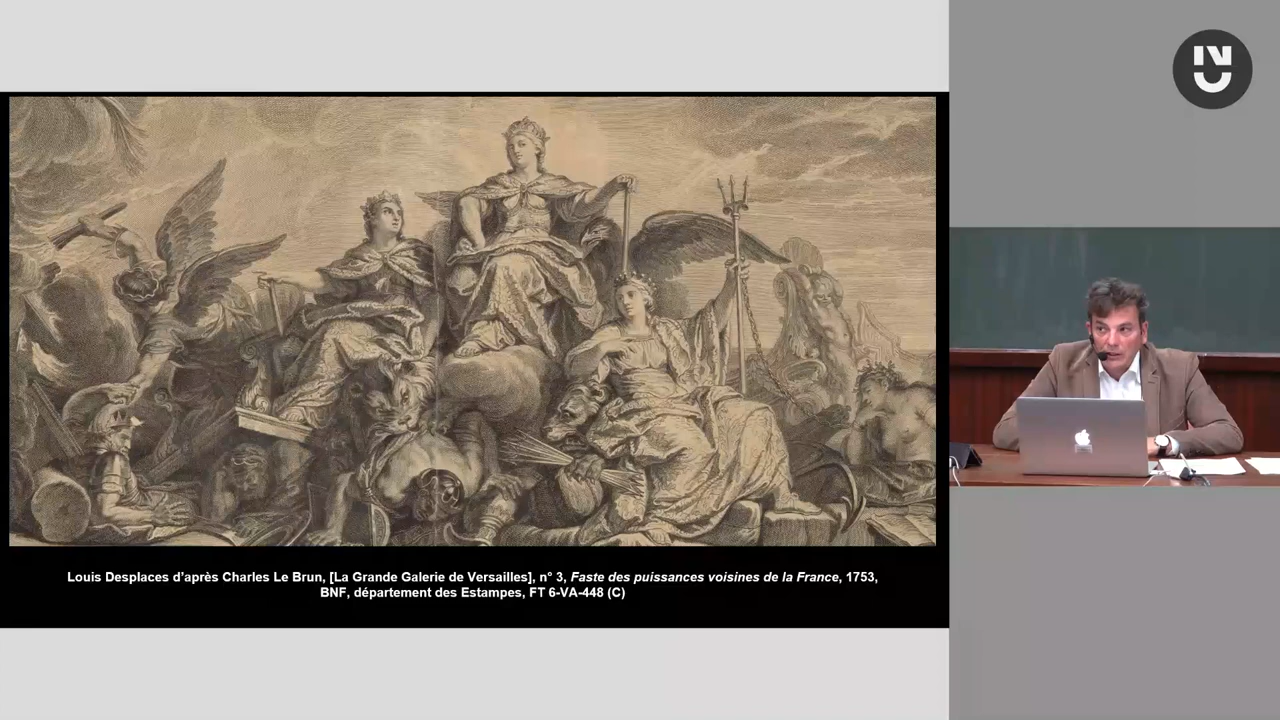 Louis Desplaces d'après Charles Le Brun, [La Grande Galerie de Versailles], n° 3, Faste des puissances voisines de la France, 1753,
BNF, département des Estampes, FT 6-VA-448 (C)